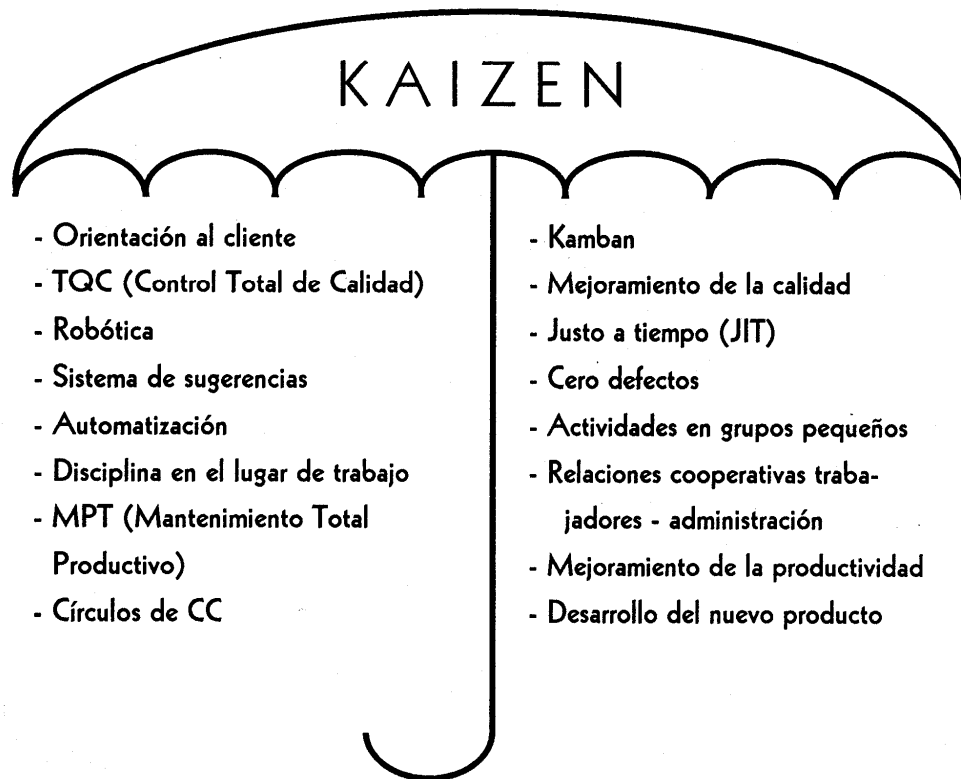 KAIZEN
- Orientación al cliente
- TQC (Control Total de Calidad)
- Robótica
- Sistema de sugerencias
- Automatización
- Disciplina en el lugar de trabajo
- MPT (Mantenimiento Total
Productivo)
- Círculos de CC
- Kamban
- Mejoramiento de la calidad
- Justo a tiempo (JIT)
- Cero defectos
- Actividades en grupos pequeños
- Relaciones cooperativas traba-
jadores - administración
- Mejoramiento de la productividad
- Desarrollo del nuevo producto